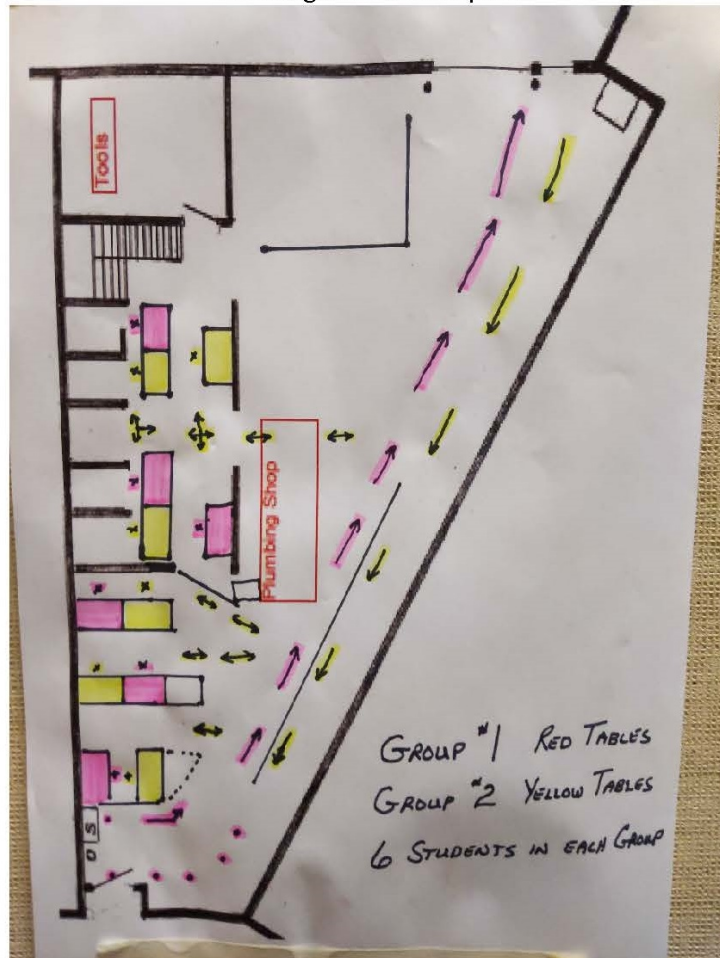 Tools
Plumbing Shop
GROUP #1 RED TABLES
GROUP #2 YELLOW TABLES
6 STUDENTS IN EACH GROUP
D S